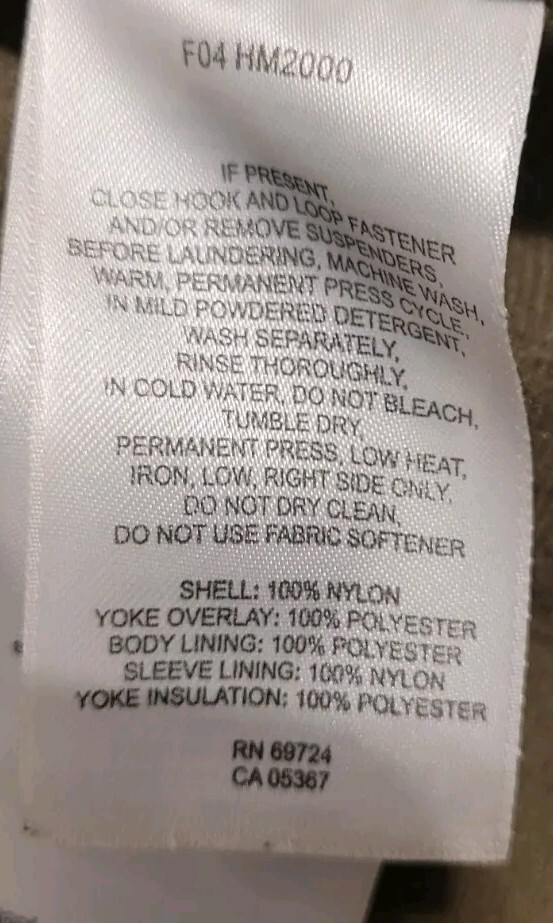 F04 HM2000
IF PRESENT,
CLOSE HOOK AND LOOP FASTENER
AND/OR REMOVE SUSPENDERS,
BEFORE LAUNDERING, MACHINE WASH,
WARM, PERMANENT PRESS CYCLE,
IN MILD POWDERED DETERGENT,
WASH SEPARATELY,
RINSE THOROUGHLY,
IN COLD WATER, DO NOT BLEACH,
TUMBLE DRY,
PERMANENT PRESS, LOW HEAT,
IRON, LOW, RIGHT SIDE ONLY,
DO NOT DRY CLEAN,
DO NOT USE FABRIC SOFTENER
SHELL: 100% NYLON
YOKE OVERLAY: 100% POLYESTER
BODY LINING: 100% POLYESTER
SLEEVE LINING: 100% NYLON
YOKE INSULATION: 100% POLYESTER
RN 69724
CA 05367